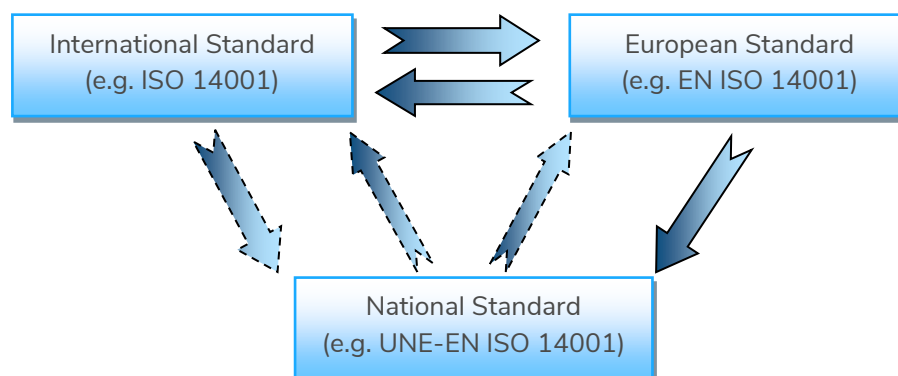 International Standard
(e.g. ISO 14001)
European Standard
(e.g. EN ISO 14001)
National Standard
(e.g. UNE-EN ISO 14001)